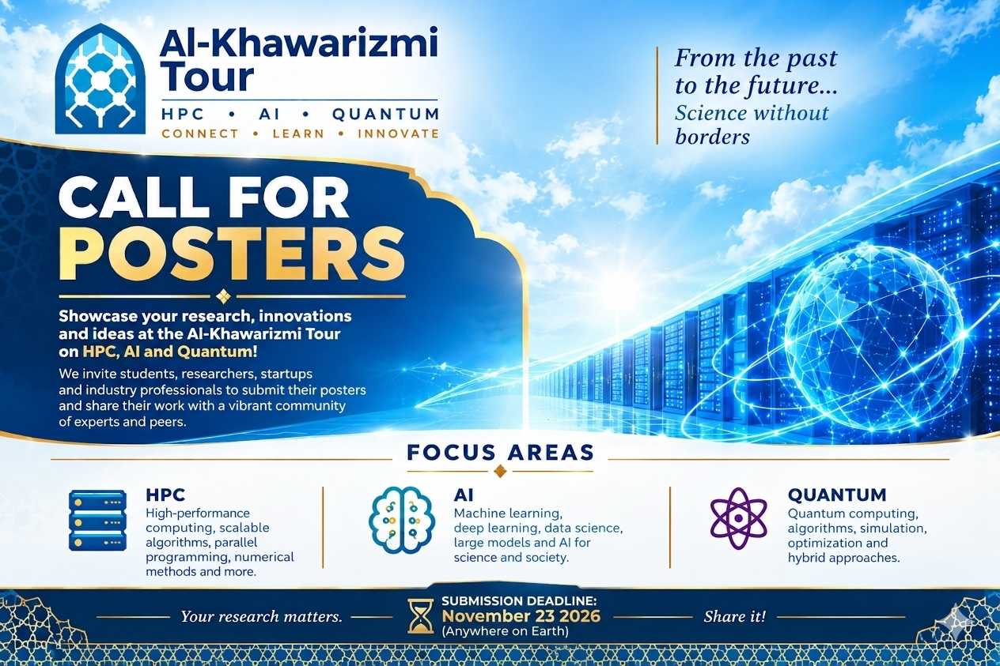 Al-Khawarizmi
Tour
HPC • AI • QUANTUM
CONNECT • LEARN • INNOVATE
From the past
to the future...
Science without
borders
CALL FOR
POSTERS
Showcase your research, innovations
and ideas at the Al-Khawarizmi Tour
on HPC, AI and Quantum!
We invite students, researchers, startups
and industry professionals to submit their posters
and share their work with a vibrant community
of experts and peers.
FOCUS AREAS
HPC
High-performance
computing, scalable
algorithms, parallel
programming, numerical
methods and more.
AI
Machine learning,
deep learning, data science,
large models and AI for
science and society.
QUANTUM
Quantum computing,
algorithms, simulation,
optimization and
hybrid approaches.
Your research matters.
SUBMISSION DEADLINE:
November 23 2026
(Anywhere on Earth)
Share it!